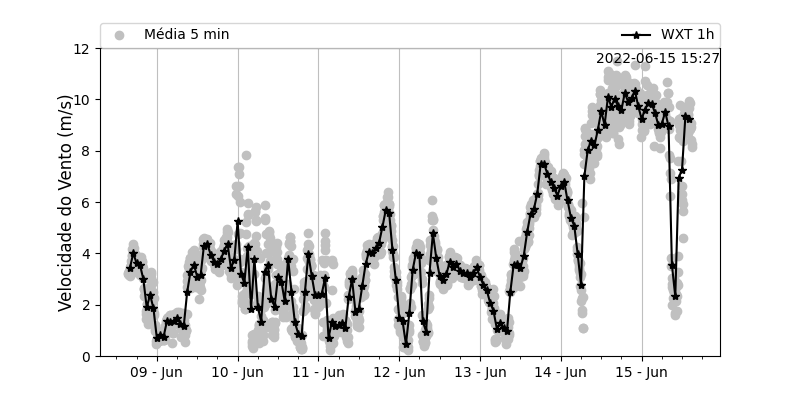 Média 5 min
WXT 1h
2022-06-15 15:27
Velocidade do Vento (m/s)
12
10
8
6
4
2
0
09 - Jun
10 - Jun
11 - Jun
12 - Jun
13 - Jun
14 - Jun
15 - Jun